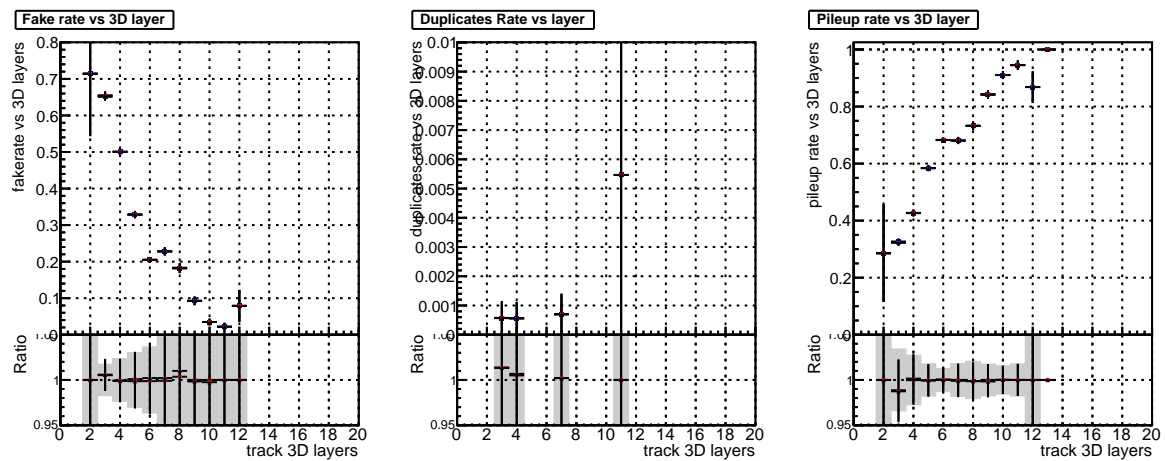 Fake rate vs 3D layer
fakerate vs 3D layers
0.8
0.7
0.6
0.5
0.4
0.3
0.2
0.1
0
Ratio
1
0.95
0 2 4 6 8 10 12 14 16 18 20
track 3D layers
Duplicates Rate vs layer
duplicates rate vs 3D layers
0.01
0.009
0.008
0.007
0.006
0.005
0.004
0.003
0.002
0.001
0
Ratio
1
0.95
0 2 4 6 8 10 12 14 16 18 20
track 3D layers
Pileup rate vs 3D layer
pileup rate vs 3D layers
1
0.8
0.6
0.4
0.2
0
Ratio
1
0.95
0 2 4 6 8 10 12 14 16 18 20
track 3D layers